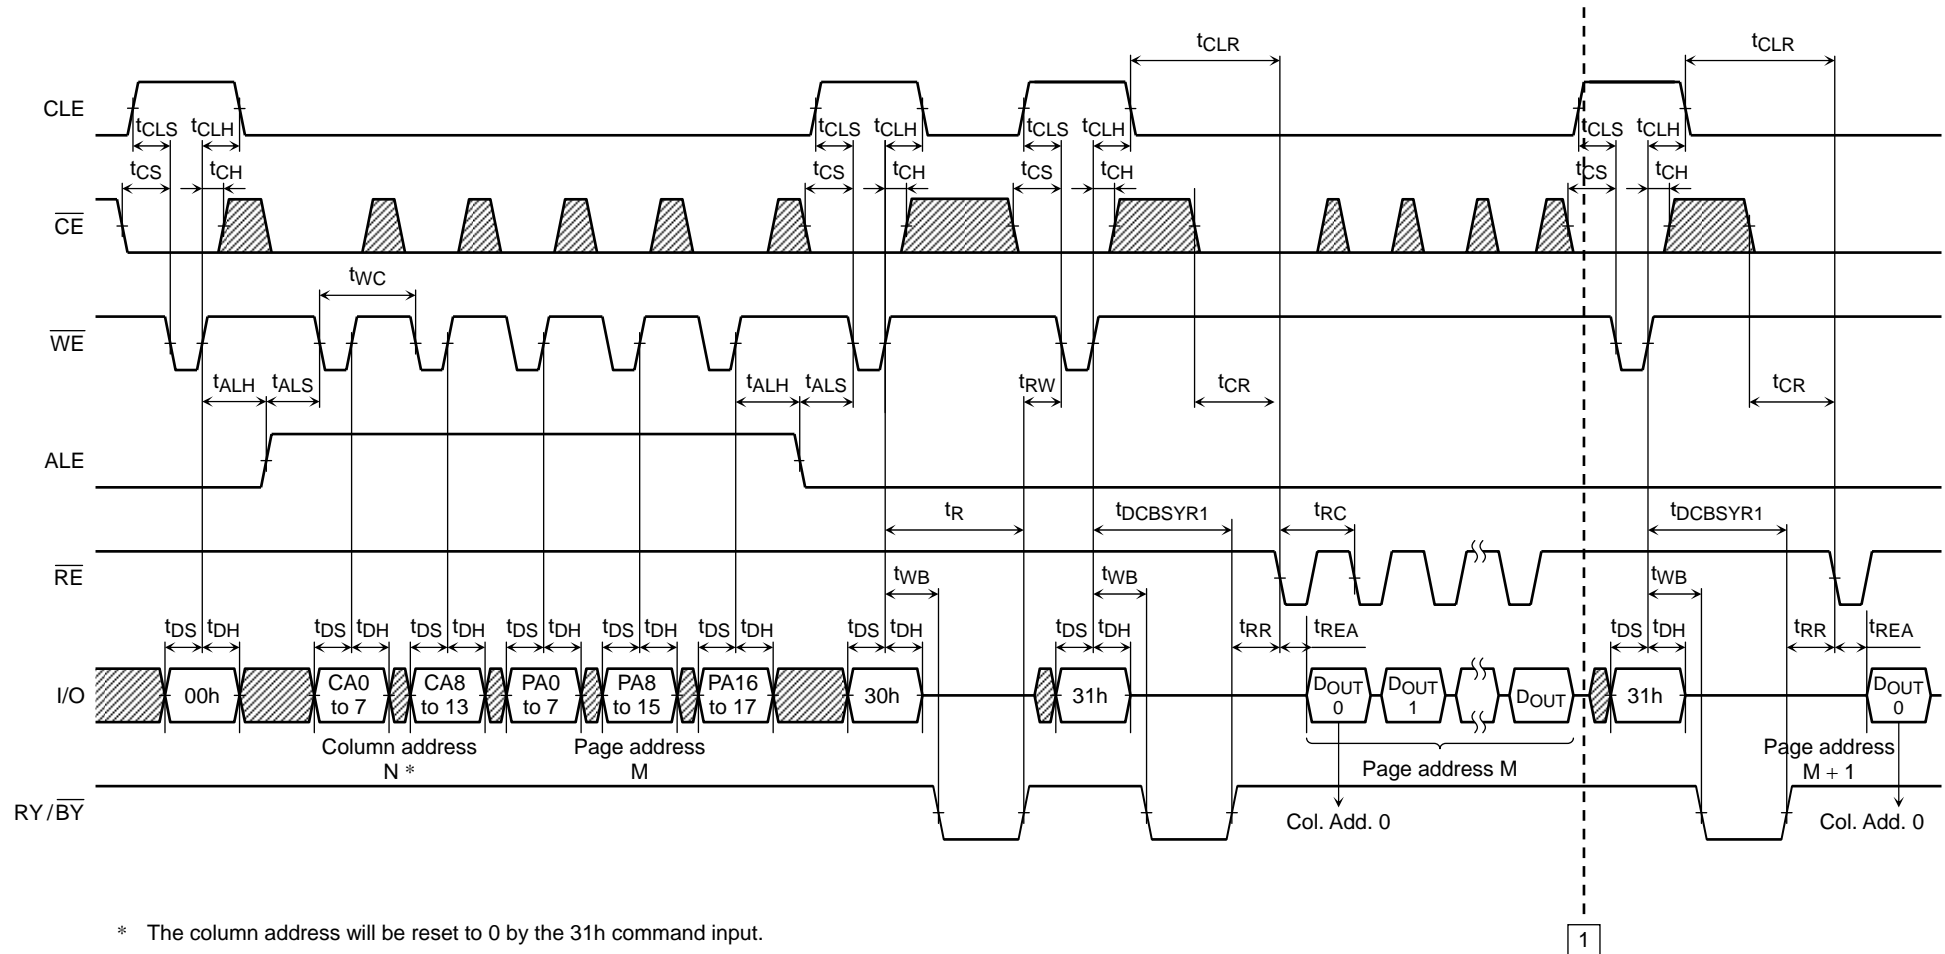 tCLR tCLR
CLE
tCLS tCLH tCLS tCLH tCLS tCLH tCLS tCLH
tCS tCH tCS tCH tCS tCH tCS tCH
CE
tWC
WE
tALH tALS tALH tALS tRW tCR tCR
ALE
tR tDCBSYR1 tRC tDCBSYR1
RE
tWB tWB tWB
tDS tDH tDS tDH tDS tDH tDS tDH tDS tDH tDS tDH tDS tDH tDS tDH tRR tREA tDS tDH tRR tREA
I/O
00h
CA0 to 7
CA8 to 13
PA0 to 7
PA8 to 15
PA16 to 17
30h
31h
DOUT 0
DOUT 1
DOUT
31h
DOUT 0
Column address
N *
Page address
M
Page address M
Page address
M + 1
RY/BY
Col. Add. 0
Col. Add. 0
* The column address will be reset to 0 by the 31h command input.
1